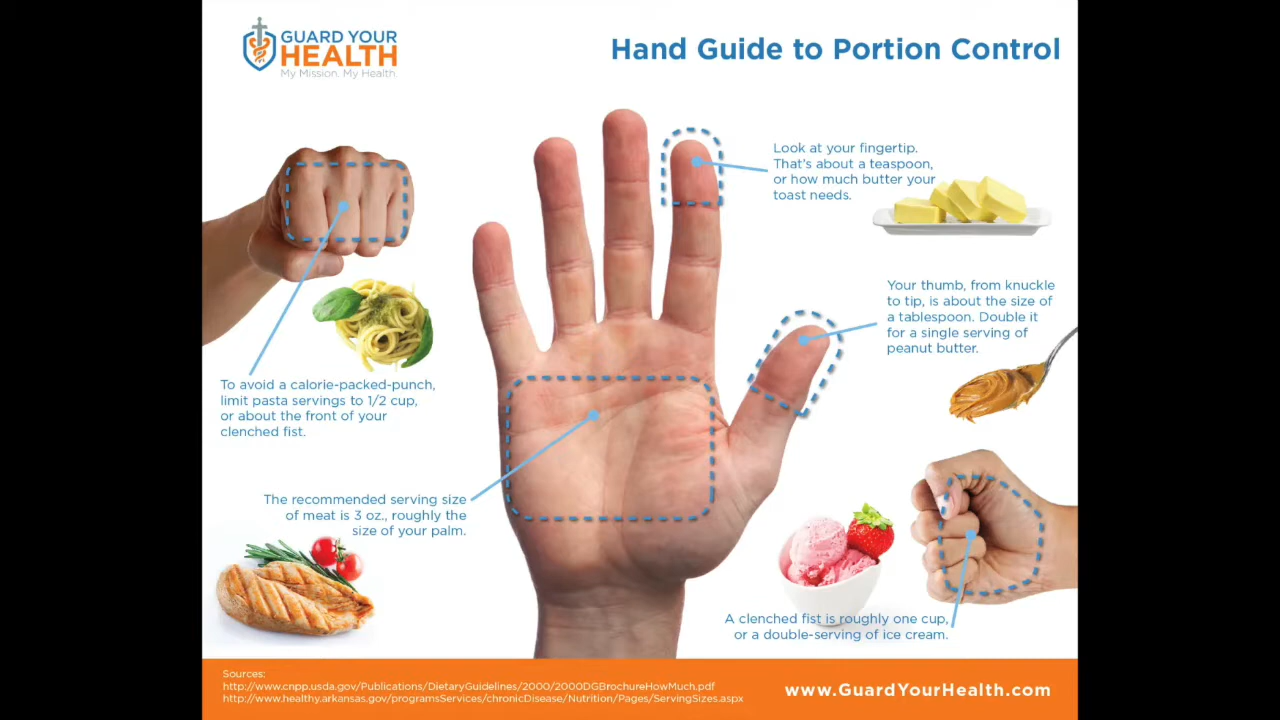 GUARD YOUR
HEALTH
My Mission. My Health.
Hand Guide to Portion Control
Look at your fingertip.
That's about a teaspoon,
or how much butter your
toast needs.
Your thumb, from knuckle
to tip, is about the size of
a tablespoon. Double it
for a single serving of
peanut butter.
To avoid a calorie-packed-punch,
limit pasta servings to 1/2 cup,
or about the front of your
clenched fist.
The recommended serving size
of meat is 3 oz., roughly the
size of your palm.
A clenched fist is roughly one cup,
or a double-serving of ice cream.
Sources:
http://www.cnpp.usda.gov/Publications/DietaryGuidelines/2000/2000DGBrochureHowMuch.pdf
http://www.healthy.arkansas.gov/programsServices/chronicDisease/Nutrition/Pages/ServingSizes.aspx
www.GuardYourHealth.com